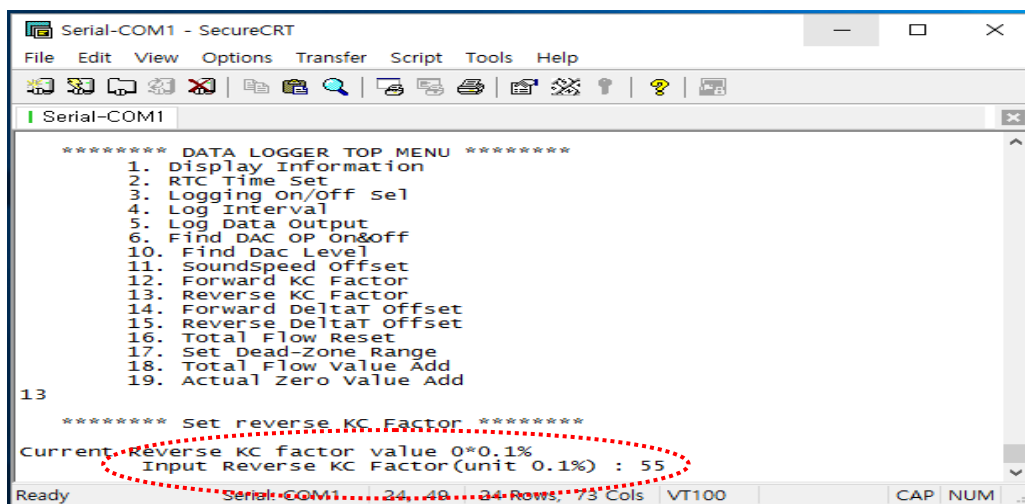 Serial-COM1 - SecureCRT
File Edit View Options Transfer Script Tools Help
Serial-COM1
******** DATA LOGGER TOP MENU ********
1. Display Information
2. RTC Time Set
3. Logging On/Off Sel
4. Log Interval
5. Log Data Output
6. Find DAC OP On&Off
10. Find Dac Level
11. SoundSpeed Offset
12. Forward KC Factor
13. Reverse KC Factor
14. Forward DeltaT Offset
15. Reverse DeltaT Offset
16. Total Flow Reset
17. Set Dead-Zone Range
18. Total Flow Value Add
19. Actual Zero Value Add
13
******** Set reverse KC Factor ********
Current Reverse KC factor value 0*0.1%
Input Reverse KC Factor(unit 0.1%) : 55
Ready Serial: COM1 24, 49 24 Rows, 73 Cols VT100 CAP NUM